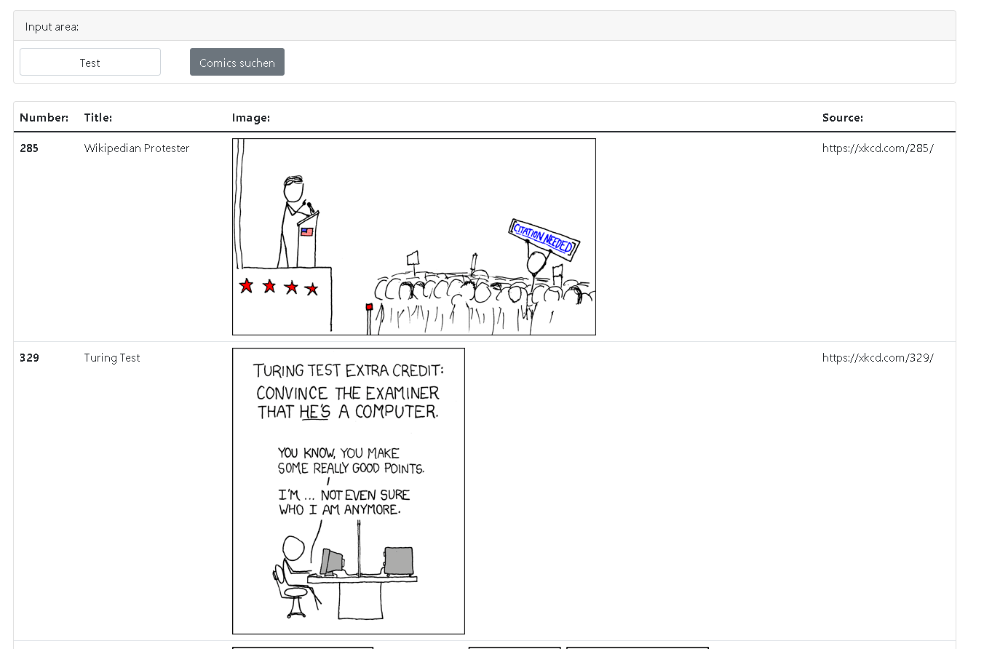 Input area:
Test
Comics suchen
Number: Title: Image: Source:
285 Wikipedian Protester https://xkcd.com/285/
[CITATION NEEDED]
329 Turing Test https://xkcd.com/329/
TURING TEST EXTRA CREDIT:
CONVINCE THE EXAMINER
THAT HE'S A COMPUTER.
YOU KNOW, YOU MAKE
SOME REALLY GOOD POINTS.
I'M ... NOT EVEN SURE
WHO I AM ANYMORE.